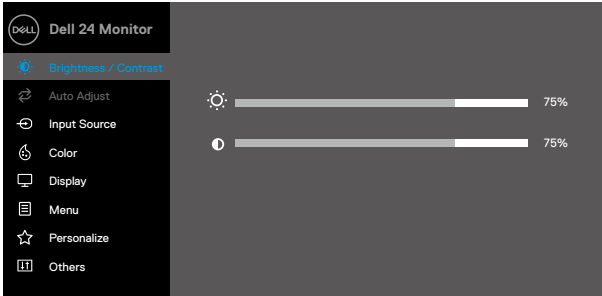 DELL
Dell 24 Monitor
Brightness / Contrast
Auto Adjust
Input Source
Color
Display
Menu
Personalize
Others
75%
75%